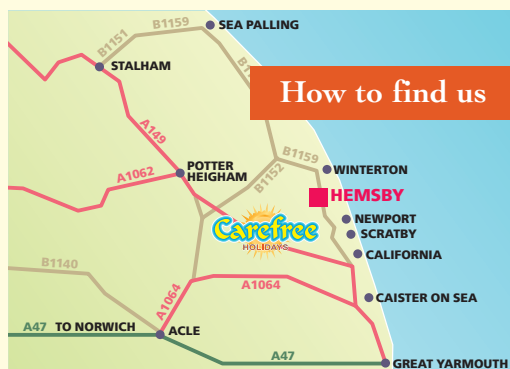 B1159
SEA PALLING
B1151
STALHAM
How to find us
A149
B1159
POTTER
HEIGHAM
A1062
B1152
WINTERTON
HEMSBY
NEWPORT
Carefree
HOLIDAYS
SCRATBY
CALIFORNIA
B1140
A1064
A1064
CAISTER ON SEA
A47
TO NORWICH
ACLE
A47
GREAT YARMOUTH